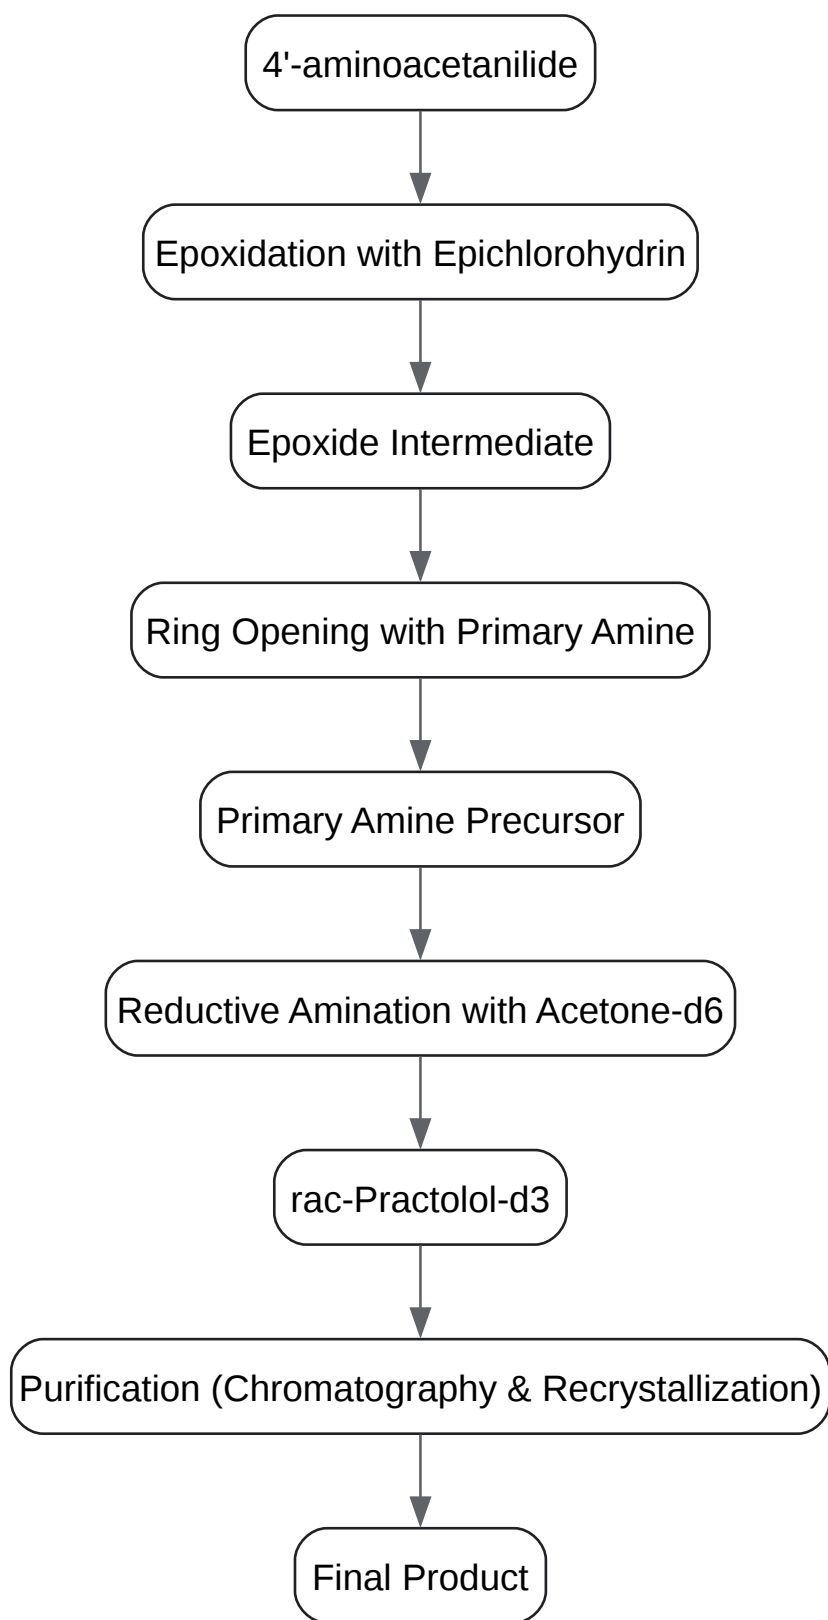 4'-aminoacetanilide
Epoxidation with Epichlorohydrin
Epoxide Intermediate
Ring Opening with Primary Amine
Primary Amine Precursor
Reductive Amination with Acetone-d6
rac-Practolol-d3
Purification (Chromatography & Recrystallization)
Final Product